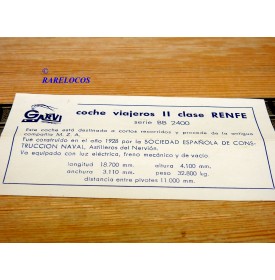 © RARELOCOS
GARVI
coche viajeros II clase RENFE
serie BB 2400
Este coche está destinado a cortos recorridos y procede de la antigua
compañía M. Z. A.
Fue construido en el año 1928 por la SOCIEDAD ESPAÑOLA DE CONS-
TRUCCION NAVAL, Astilleros del Nervión.
Va equipado con luz eléctrica, freno mecánico y de vacío.
longitud 18.700 mm. altura 4.100 mm.
anchura 3.110 mm. peso 32.800 kg.
distancia entre pivotes 11.000 mm.